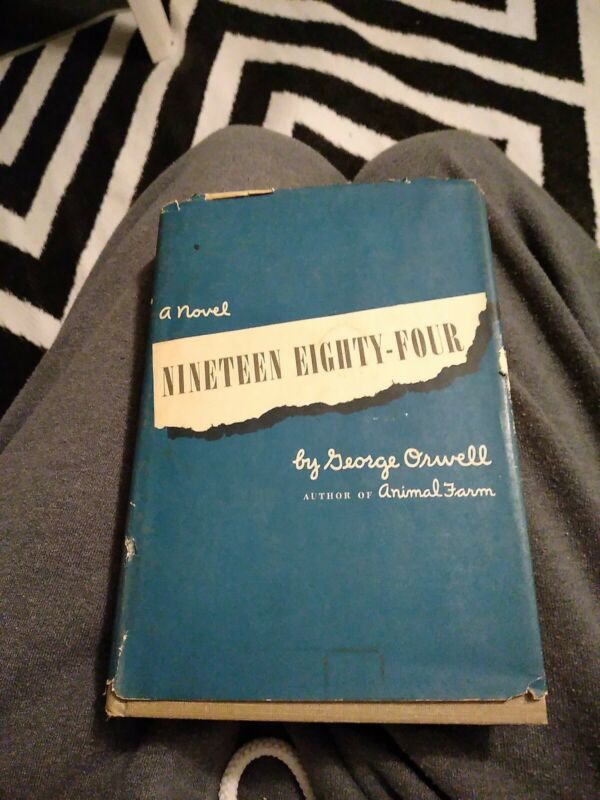 a Novel
NINETEEN EIGHTY-FOUR
by George Orwell
AUTHOR OF Animal Farm